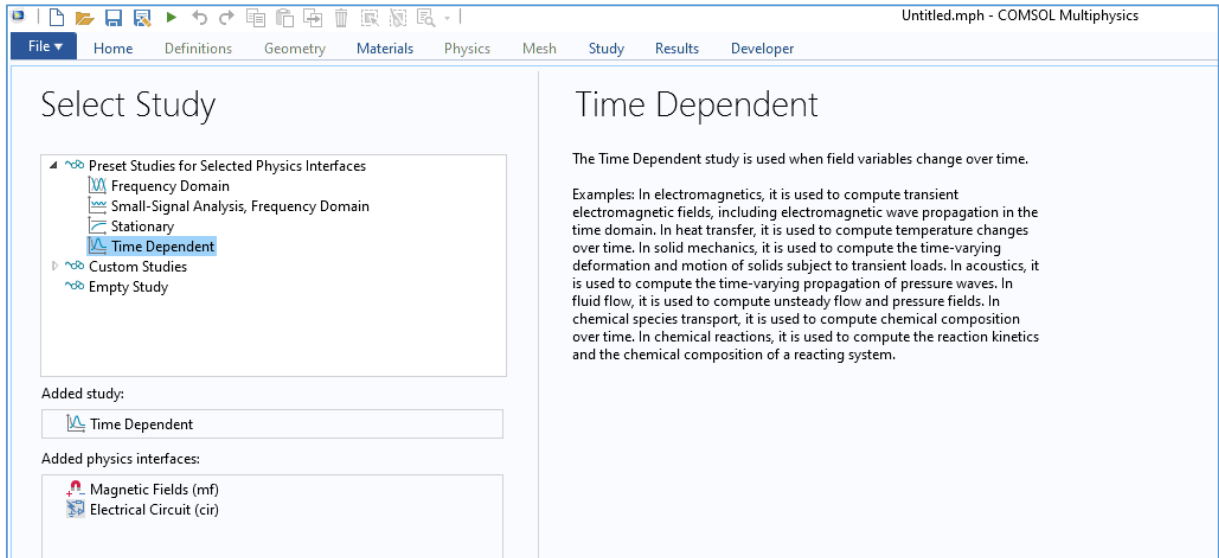 Untitled.mph - COMSOL Multiphysics
File Home Definitions Geometry Materials Physics Mesh Study Results Developer
Select Study
Preset Studies for Selected Physics Interfaces
Frequency Domain
Small-Signal Analysis, Frequency Domain
Stationary
Time Dependent
Custom Studies
Empty Study
Added study:
Time Dependent
Added physics interfaces:
Magnetic Fields (mf)
Electrical Circuit (cir)
Time Dependent
The Time Dependent study is used when field variables change over time.
Examples: In electromagnetics, it is used to compute transient
electromagnetic fields, including electromagnetic wave propagation in the
time domain. In heat transfer, it is used to compute temperature changes
over time. In solid mechanics, it is used to compute the time-varying
deformation and motion of solids subject to transient loads. In acoustics, it
is used to compute the time-varying propagation of pressure waves. In
fluid flow, it is used to compute unsteady flow and pressure fields. In
chemical species transport, it is used to compute chemical composition
over time. In chemical reactions, it is used to compute the reaction kinetics
and the chemical composition of a reacting system.